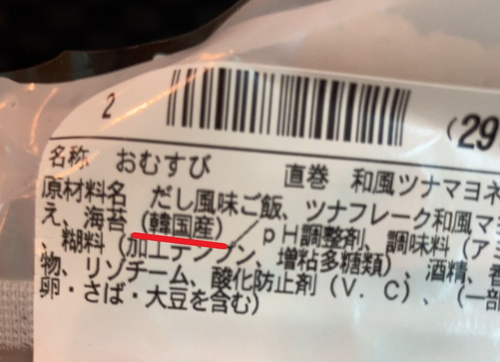 2
(29
名称 おむすび 直巻 和風ツナマヨネ
原材料名 だし風味ご飯、ツナフレーク和風マヨ
え、海苔(韓国産)/pH調整剤、調味料(アミ
、糊料(加工デンプン、増粘多糖類)、酒精、香
物、リゾチーム、酸化防止剤(V.C)、(一部
卵・さば・大豆を含む)